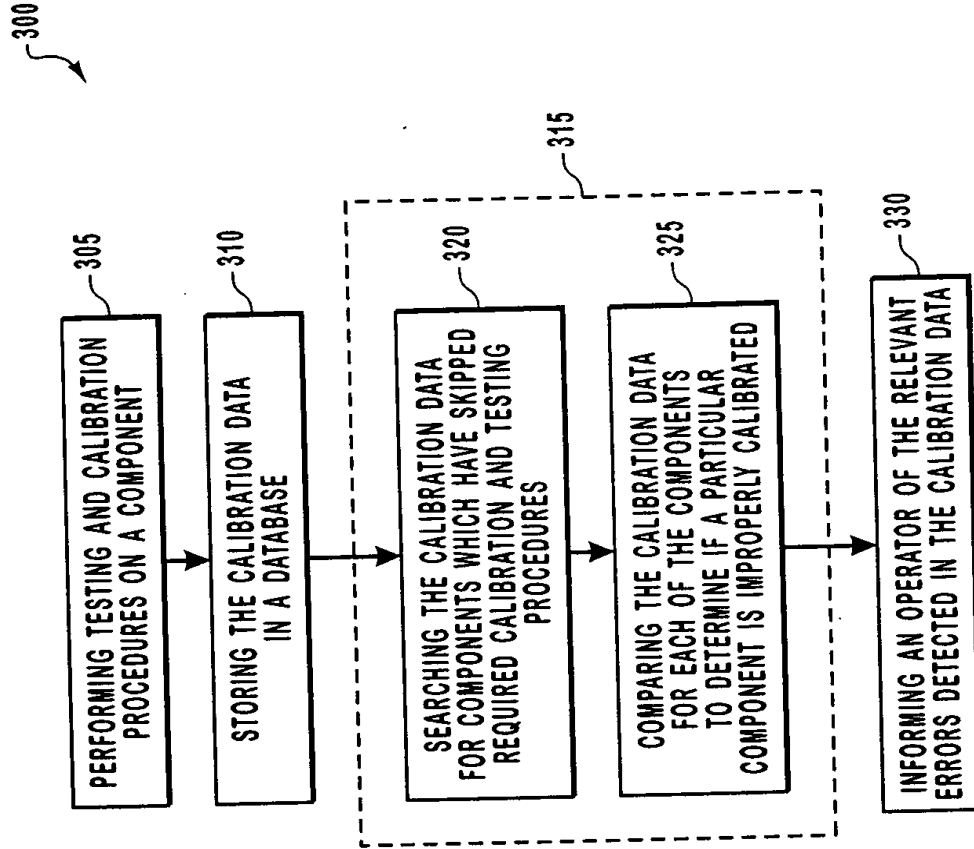 300
305
PERFORMING TESTING AND CALIBRATION
PROCEDURES ON A COMPONENT
310
STORING THE CALIBRATION DATA
IN A DATABASE
315
320
SEARCHING THE CALIBRATION DATA
FOR COMPONENTS WHICH HAVE SKIPPED
REQUIRED CALIBRATION AND TESTING
PROCEDURES
325
COMPARING THE CALIBRATION DATA
FOR EACH OF THE COMPONENTS
TO DETERMINE IF A PARTICULAR
COMPONENT IS IMPROPERLY CALIBRATED
330
INFORMING AN OPERATOR OF THE RELEVANT
ERRORS DETECTED IN THE CALIBRATION DATA